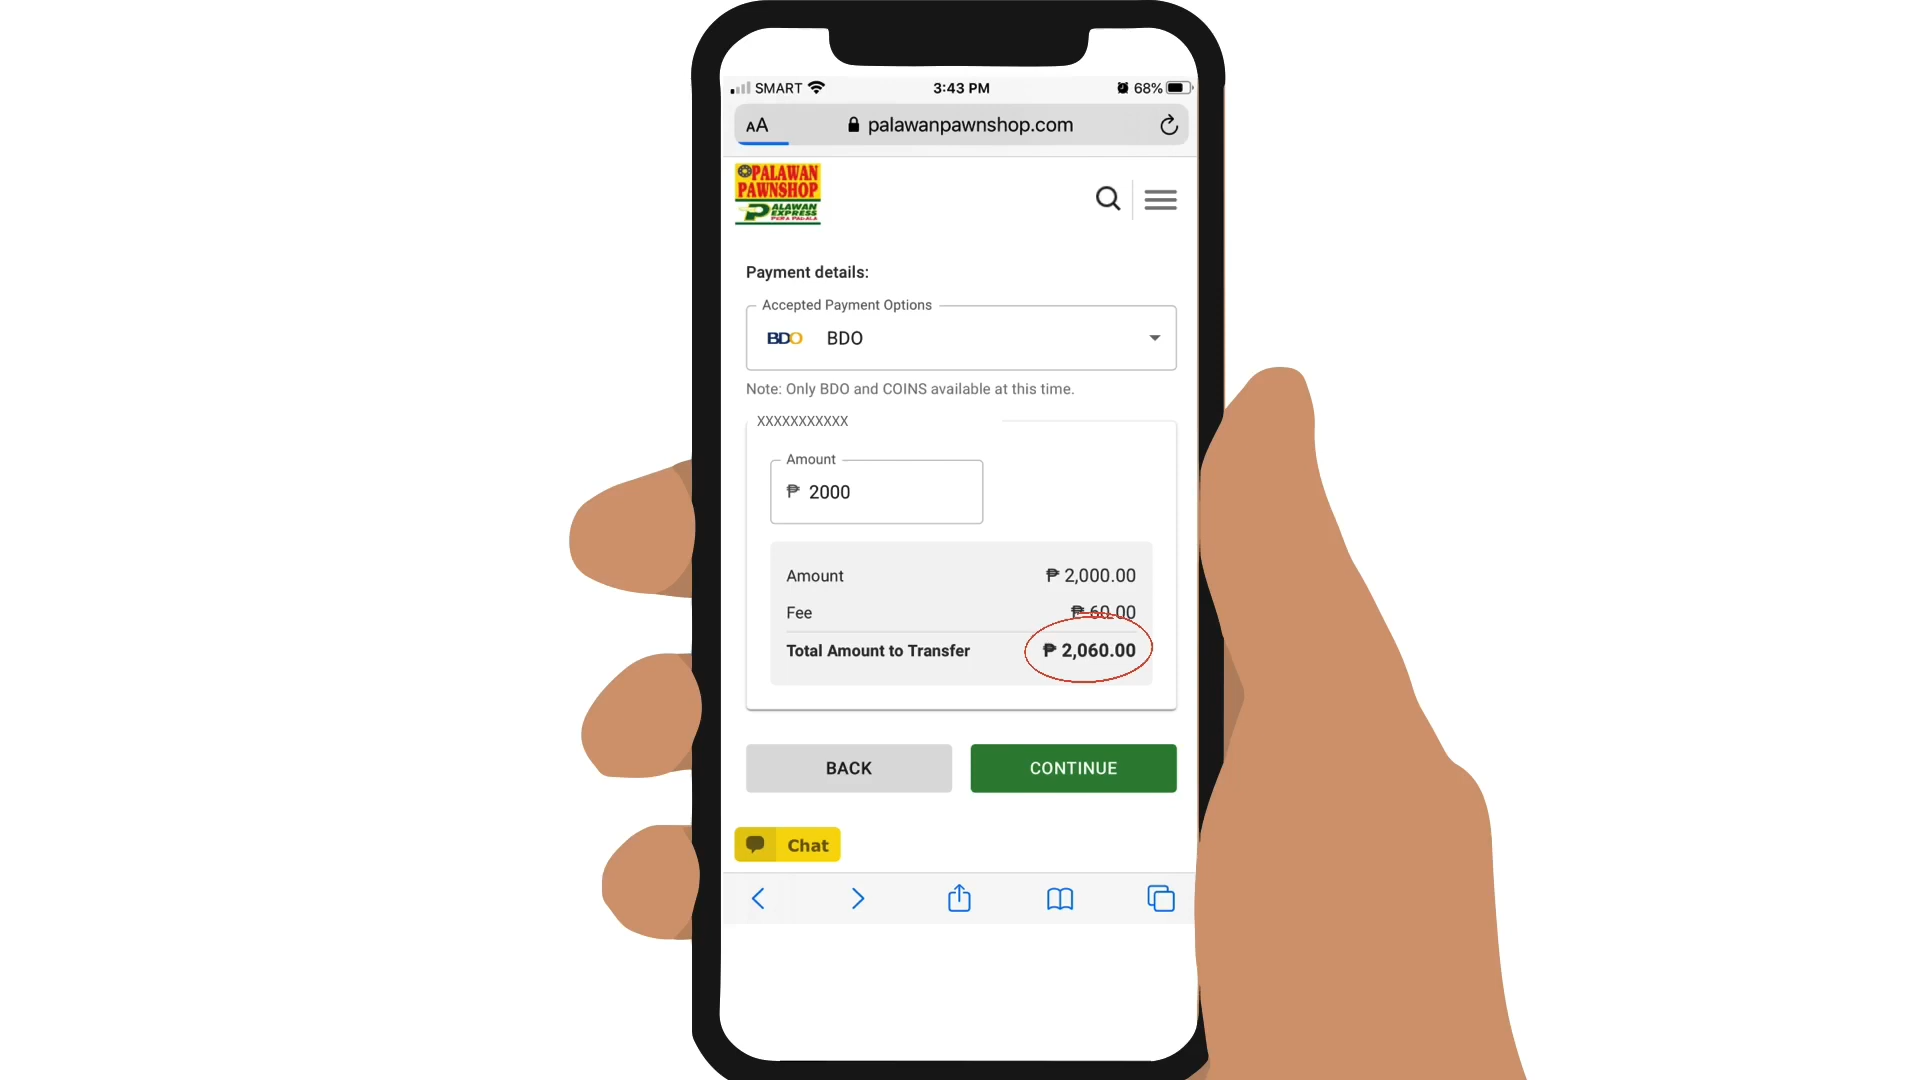 SMART 3:43 PM 68%
AA palawanpawnshop.com
PALAWAN
PAWNSHOP
PALAWAN
EXPRESS
PERA PADALA
Payment details:
Accepted Payment Options
BDO BDO
Note: Only BDO and COINS available at this time.
XXXXXXXXXXX
Amount
₱ 2000
Amount ₱ 2,000.00
Fee ₱ 60.00
Total Amount to Transfer ₱ 2,060.00
BACK CONTINUE
Chat